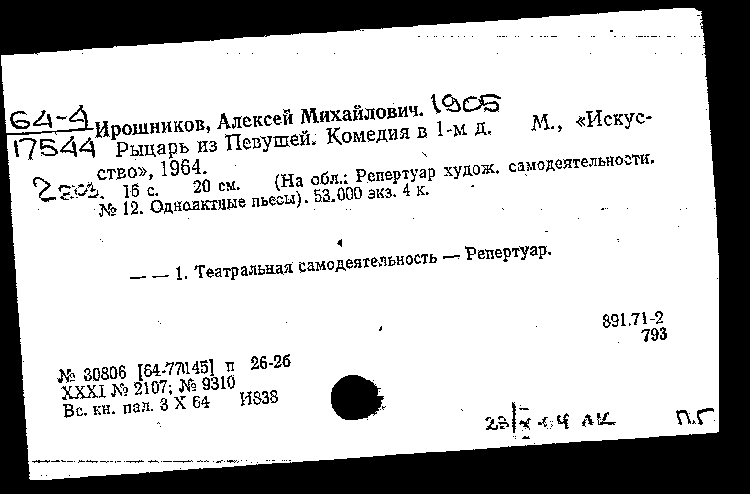 64-4
17544
Ирошников, Алексей Михайлович. 1905
Рыцарь из Певушей. Комедия в 1-м д. М., «Искус-
ство», 1964.
2 экз. 16 с. 20 см. (На обл.: Репертуар худож. самодеятельности.
№ 12. Одноактные пьесы). 53.000 экз. 4 к.
— — 1. Театральная самодеятельность — Репертуар.
891.71-2
793
№ 30806 [64-77145] п 26-26
XXXI № 2107; № 9310
Вс. кн. пал. 3 X 64 И838
23/X-64 ЛК П.Г